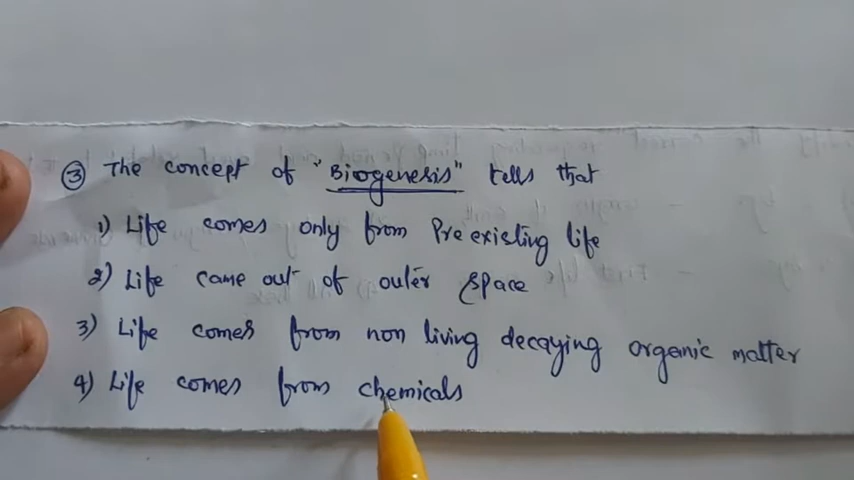 ③ The concept of "Biogenesis" tells that
1) Life comes only from Pre existing life
2) Life came out of outer space
3) Life comes from non living decaying organic matter
4) Life comes from chemicals